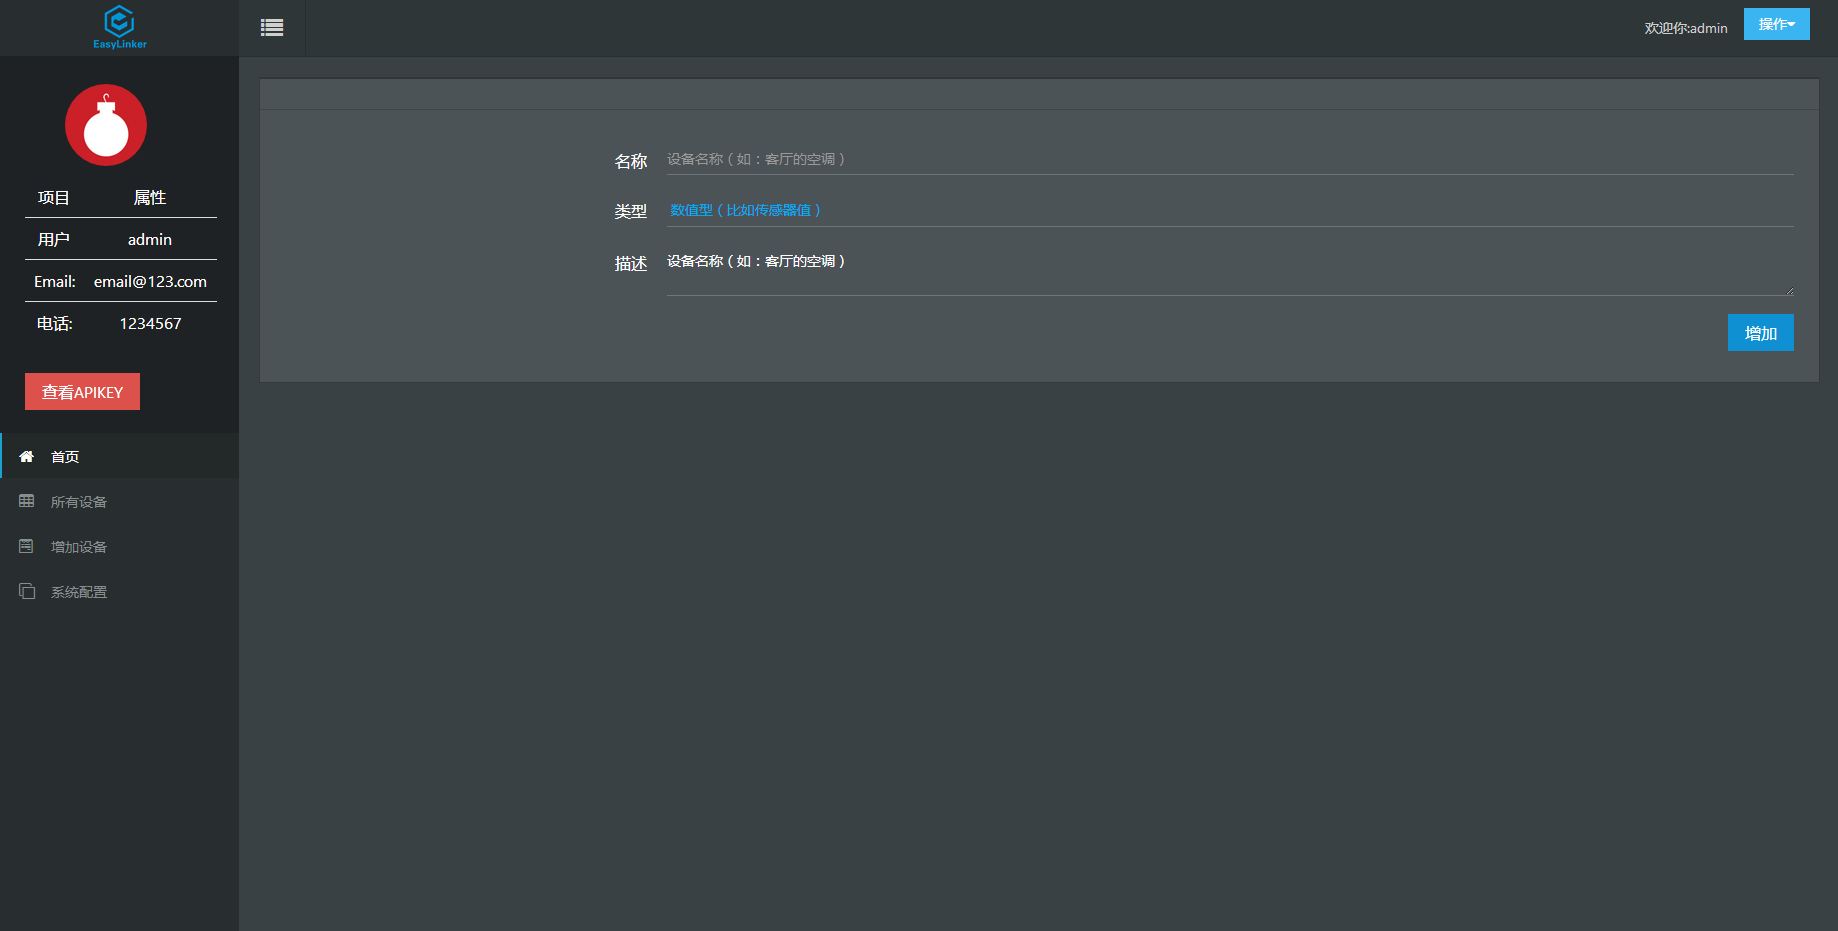 EasyLinker
欢迎你:admin
操作
项目 属性
用户 admin
Email: email@123.com
电话: 1234567
查看APIKEY
首页
所有设备
增加设备
系统配置
名称 设备名称（如：客厅的空调）
类型 数值型（比如传感器值）
描述 设备名称（如：客厅的空调）
增加